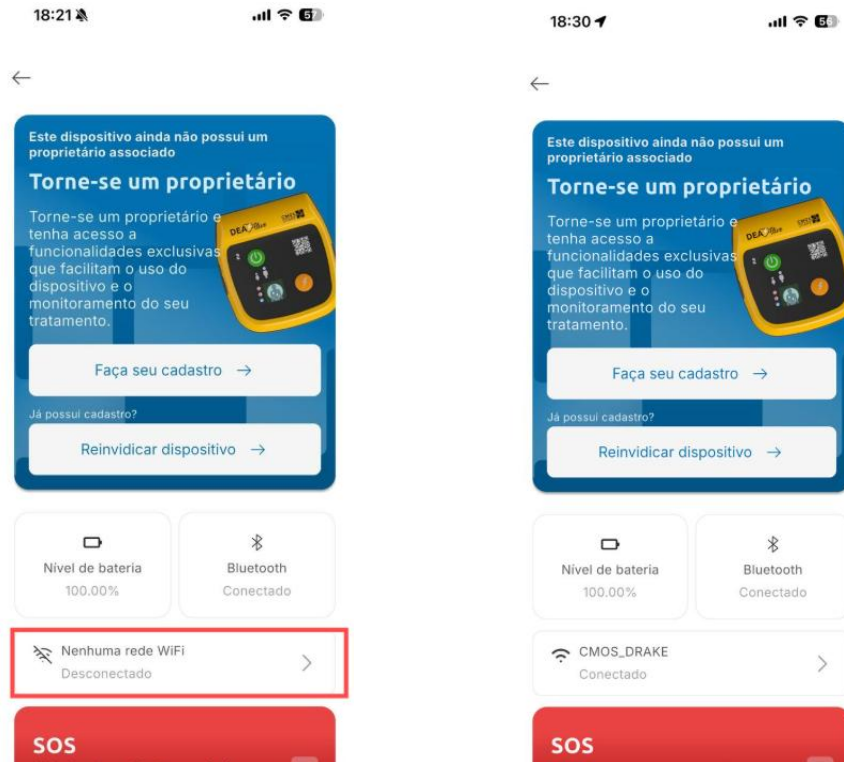 18:21
57
Este dispositivo ainda não possui um
proprietário associado
Torne-se um proprietário
Torne-se um proprietário e
tenha acesso a
funcionalidades exclusivas
que facilitam o uso do
dispositivo e o
monitoramento do seu
tratamento.
DEA
Faça seu cadastro →
Já possui cadastro?
Reinvidicar dispositivo →
Nível de bateria
100.00%
Bluetooth
Conectado
Nenhuma rede WiFi
Desconectado
SOS
18:30
56
Este dispositivo ainda não possui um
proprietário associado
Torne-se um proprietário
Torne-se um proprietário e
tenha acesso a
funcionalidades exclusivas
que facilitam o uso do
dispositivo e o
monitoramento do seu
tratamento.
DEA
Faça seu cadastro →
Já possui cadastro?
Reinvidicar dispositivo →
Nível de bateria
100.00%
Bluetooth
Conectado
CMOS_DRAKE
Conectado
SOS